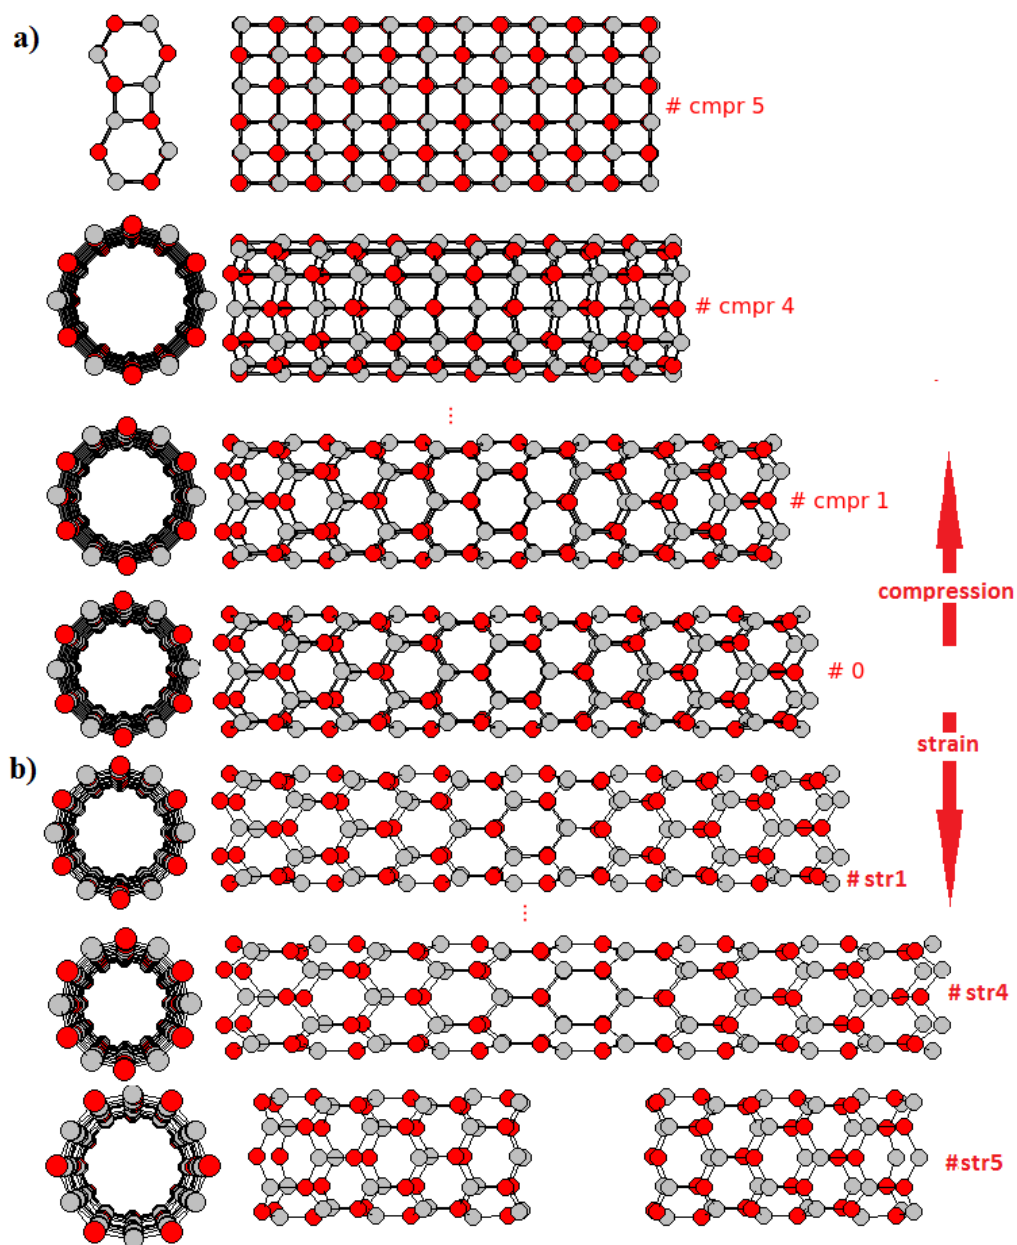 a)
# cmpr 5
# cmpr 4
# cmpr 1
compression
# 0
strain
b)
# str1
# str4
#str5